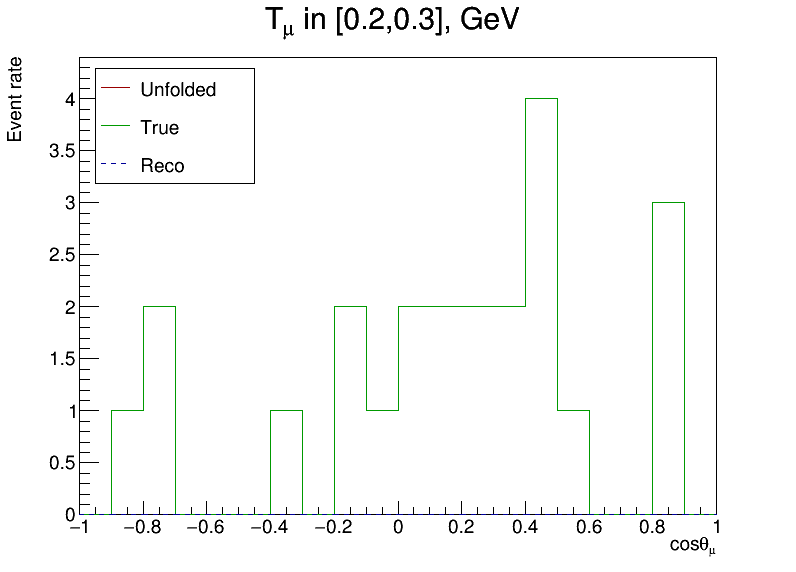 T_μ in [0.2,0.3], GeV
Event rate
Unfolded
True
Reco
4
3.5
3
2.5
2
1.5
1
0.5
0
−1 −0.8 −0.6 −0.4 −0.2 0 0.2 0.4 0.6 0.8 1
cosθ_μ